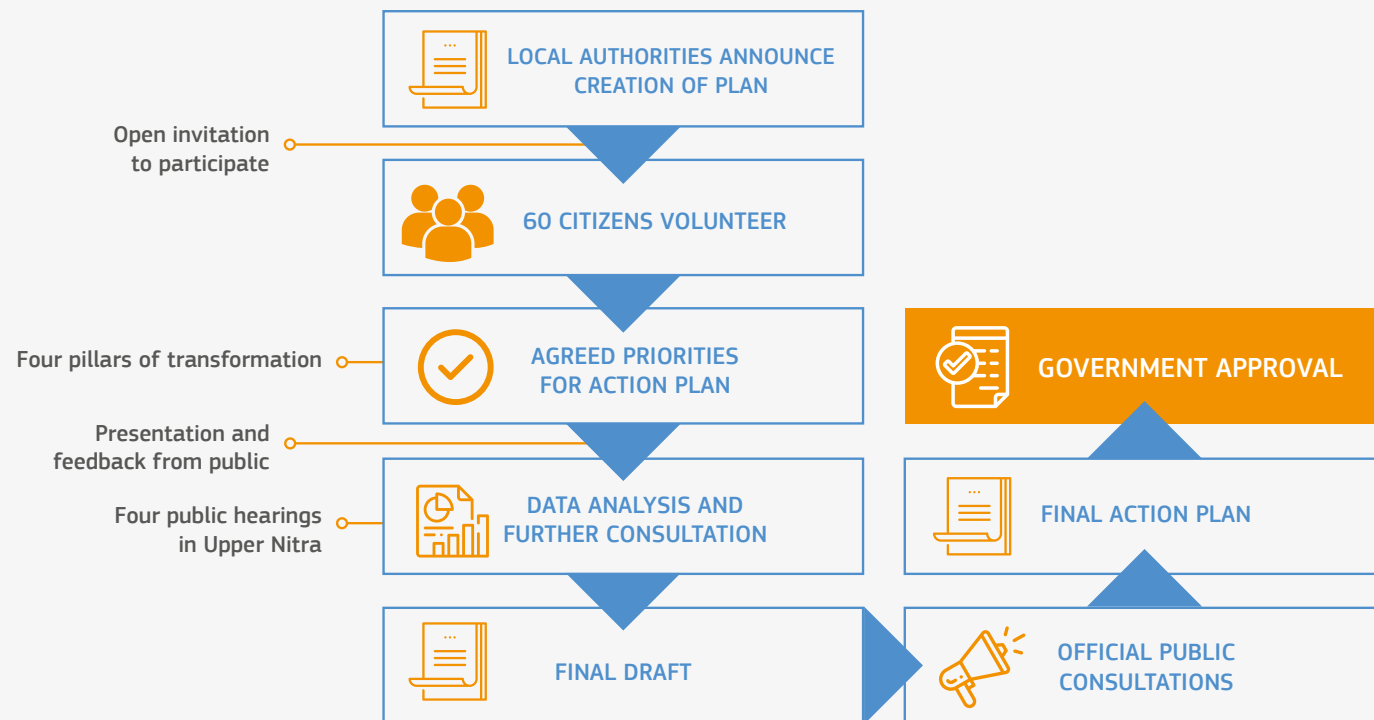 LOCAL AUTHORITIES ANNOUNCE
CREATION OF PLAN
Open invitation
to participate
60 CITIZENS VOLUNTEER
Four pillars of transformation
AGREED PRIORITIES
FOR ACTION PLAN
Presentation and
feedback from public
Four public hearings
in Upper Nitra
DATA ANALYSIS AND
FURTHER CONSULTATION
FINAL DRAFT
OFFICIAL PUBLIC
CONSULTATIONS
FINAL ACTION PLAN
GOVERNMENT APPROVAL